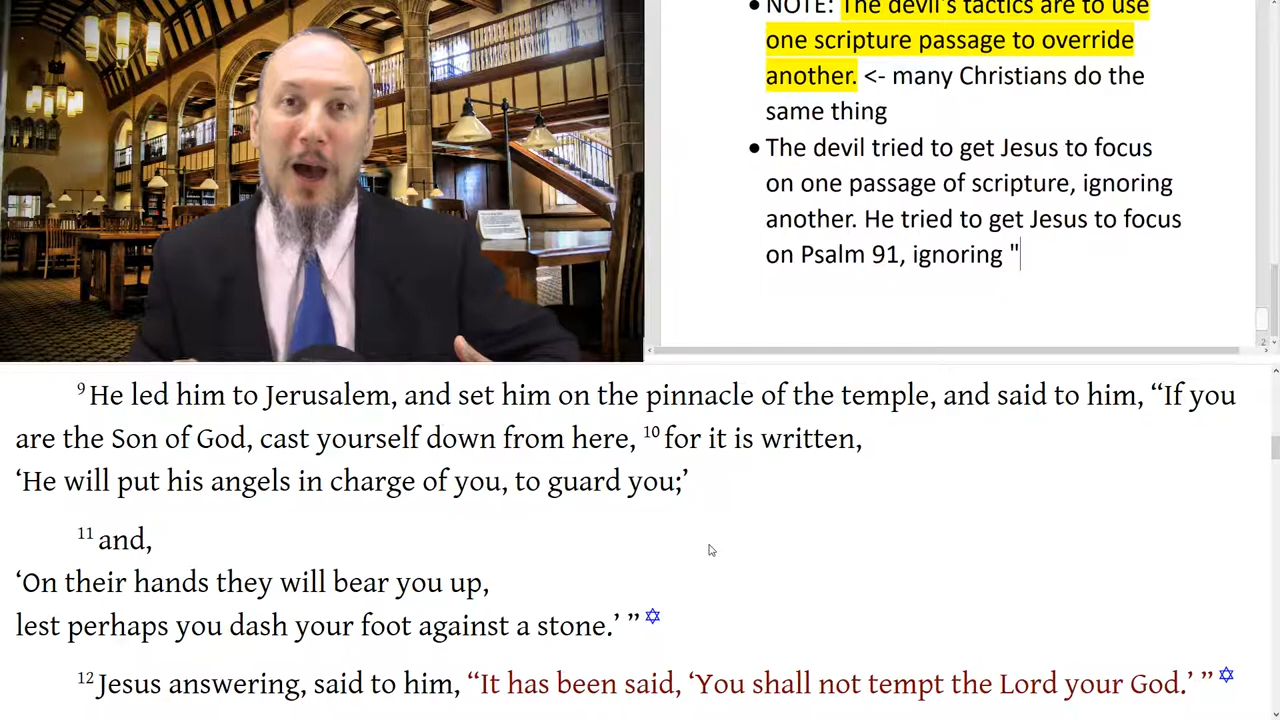 • NOTE: The devil's tactics are to use
one scripture passage to override
another. <- many Christians do the
same thing
• The devil tried to get Jesus to focus
on one passage of scripture, ignoring
another. He tried to get Jesus to focus
on Psalm 91, ignoring "
9 He led him to Jerusalem, and set him on the pinnacle of the temple, and said to him, “If you
are the Son of God, cast yourself down from here, 10 for it is written,
‘He will put his angels in charge of you, to guard you;’
11 and,
‘On their hands they will bear you up,
lest perhaps you dash your foot against a stone.’ ”✡
12 Jesus answering, said to him, “It has been said, ‘You shall not tempt the Lord your God.’ ”✡